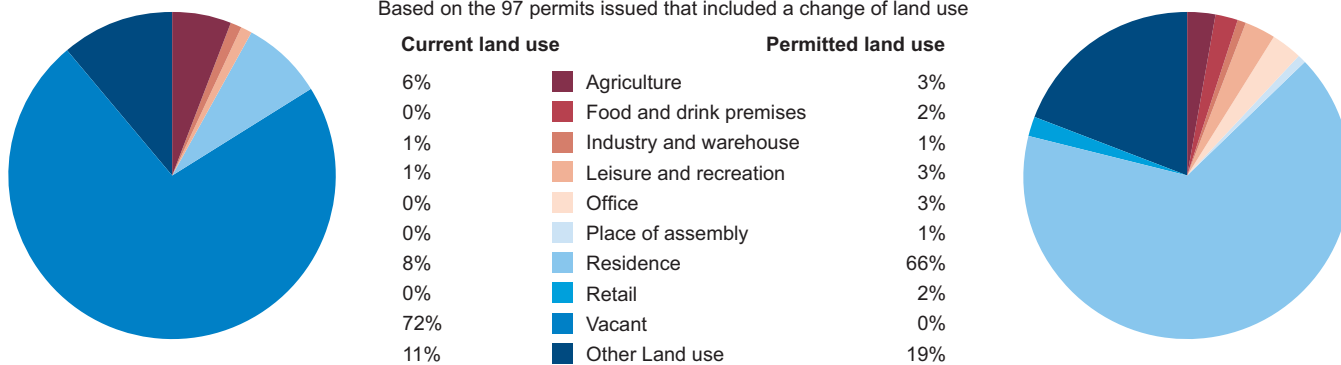 Based on the 97 permits issued that included a change of land use
Current land use Permitted land use
6% Agriculture 3%
0% Food and drink premises 2%
1% Industry and warehouse 1%
1% Leisure and recreation 3%
0% Office 3%
0% Place of assembly 1%
8% Residence 66%
0% Retail 2%
72% Vacant 0%
11% Other Land use 19%